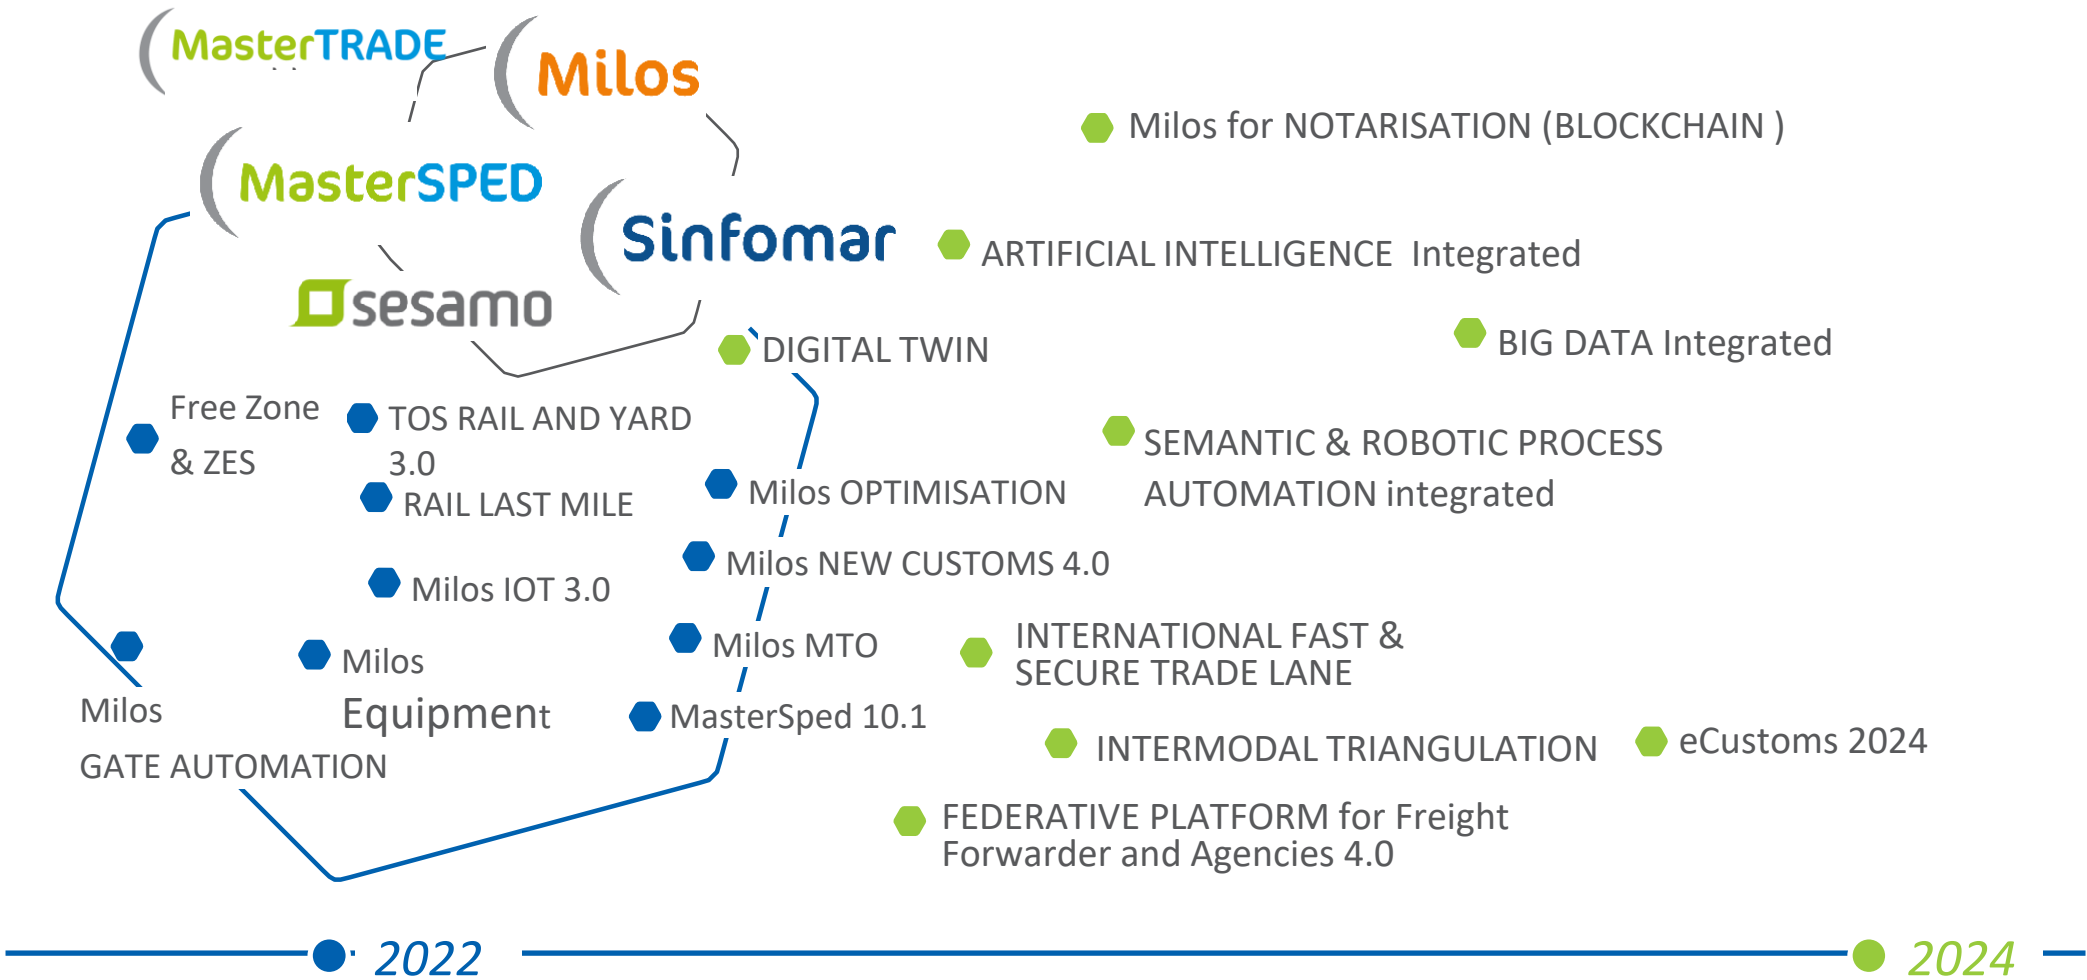 MasterTRADE
Milos
MasterSPED
Sinfomar
sesamo
Milos for NOTARISATION (BLOCKCHAIN )
ARTIFICIAL INTELLIGENCE Integrated
DIGITAL TWIN
BIG DATA Integrated
Free Zone
& ZES
TOS RAIL AND YARD
3.0
RAIL LAST MILE
Milos OPTIMISATION
SEMANTIC & ROBOTIC PROCESS
AUTOMATION integrated
Milos IOT 3.0
Milos NEW CUSTOMS 4.0
Milos
GATE AUTOMATION
Milos
Equipment
Milos MTO
MasterSped 10.1
INTERNATIONAL FAST &
SECURE TRADE LANE
INTERMODAL TRIANGULATION
eCustoms 2024
FEDERATIVE PLATFORM for Freight
Forwarder and Agencies 4.0
2022
2024